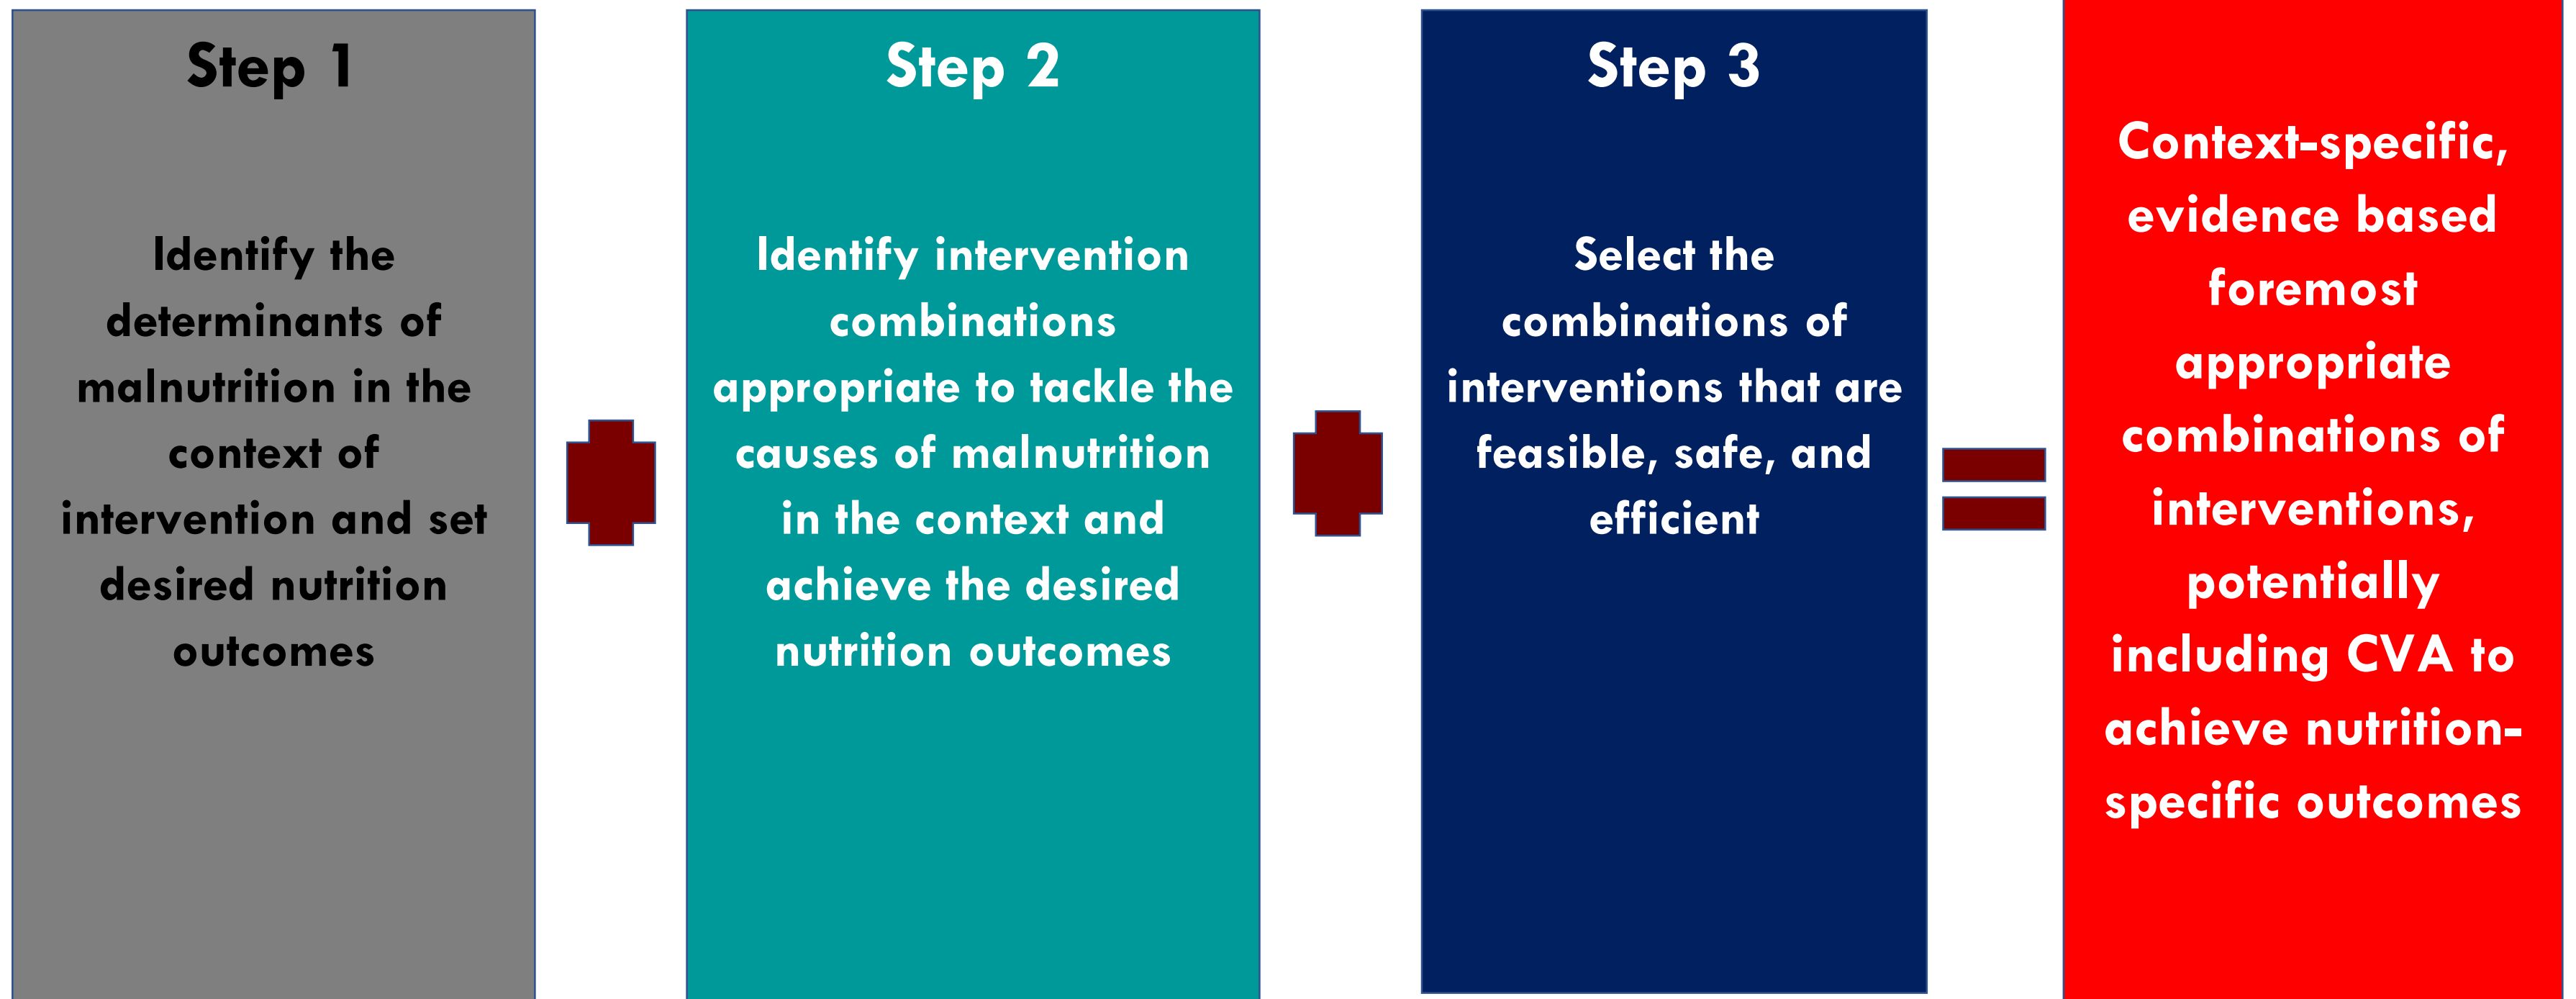 Step 1
Identify the
determinants of
malnutrition in the
context of
intervention and set
desired nutrition
outcomes
Step 2
Identify intervention
combinations
appropriate to tackle the
causes of malnutrition
in the context and
achieve the desired
nutrition outcomes
Step 3
Select the
combinations of
interventions that are
feasible, safe, and
efficient
Context-specific,
evidence based
foremost
appropriate
combinations of
interventions,
potentially
including CVA to
achieve nutrition-
specific outcomes